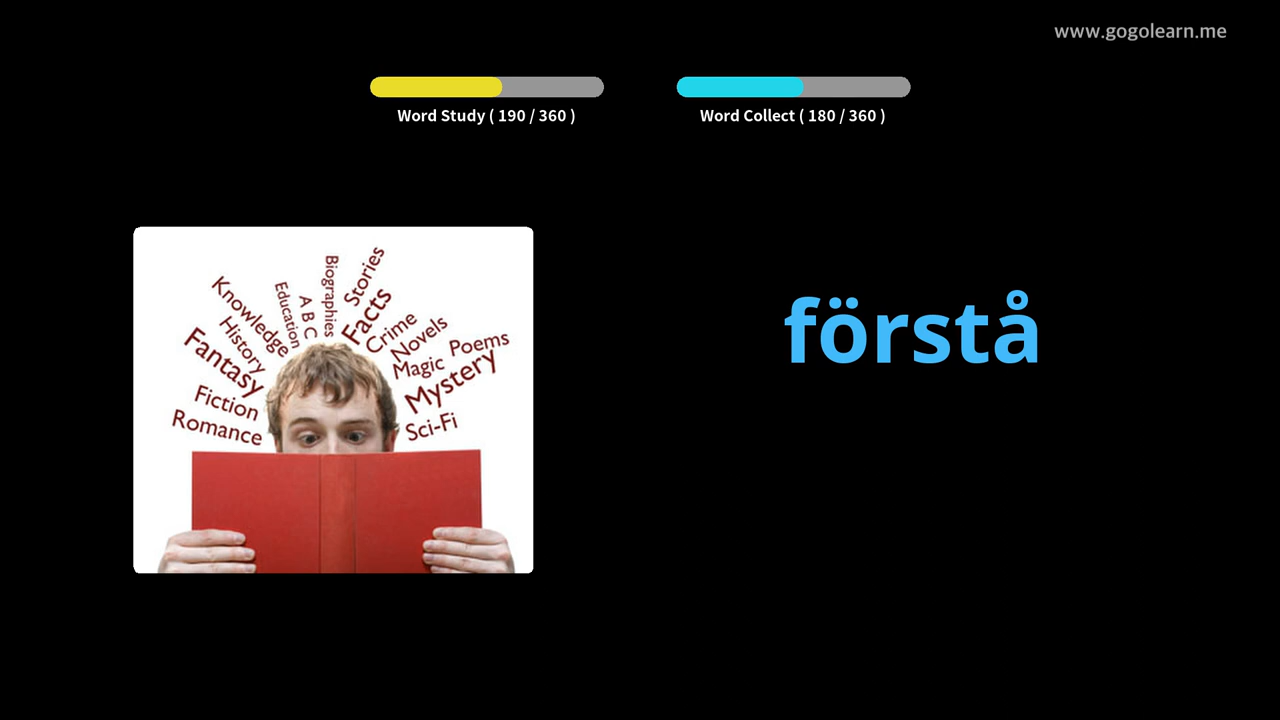 www.gogolearn.me
Word Study ( 190 / 360 )
Word Collect ( 180 / 360 )
Biographies
Stories
Education
A B C
Facts
Knowledge
History
Crime
Novels
Poems
Fantasy
Magic
Mystery
Fiction
Romance
Sci-Fi
förstå